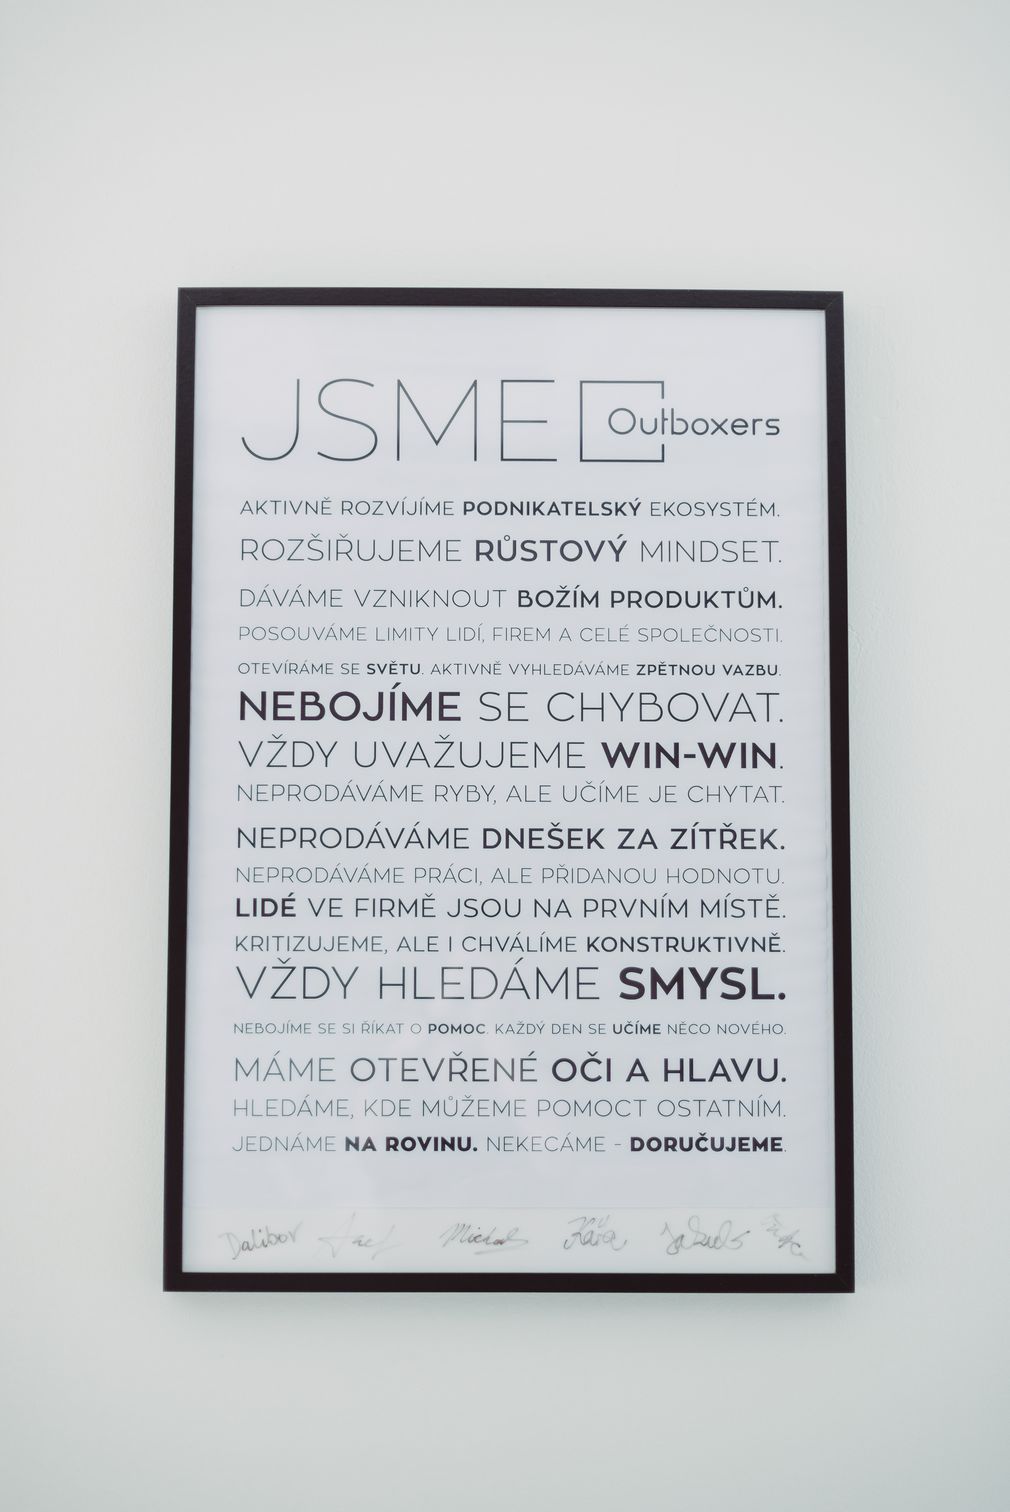 JSME Outboxers
AKTIVNĚ ROZVÍJÍME PODNIKATELSKÝ EKOSYSTÉM.
ROZŠIŘUJEME RŮSTOVÝ MINDSET.
DÁVÁME VZNIKNOUT BOŽÍM PRODUKTŮM.
POSOUVÁME LIMITY LIDÍ, FIREM A CELÉ SPOLEČNOSTI.
OTEVÍRÁME SE SVĚTU. AKTIVNĚ VYHLEDÁVÁME ZPĚTNOU VAZBU.
NEBOJÍME SE CHYBOVAT.
VŽDY UVAŽUJEME WIN-WIN.
NEPRODÁVÁME RYBY, ALE UČÍME JE CHYTAT.
NEPRODÁVÁME DNEŠEK ZA ZÍTŘEK.
NEPRODÁVÁME PRÁCI, ALE PŘIDANOU HODNOTU.
LIDÉ VE FIRMĚ JSOU NA PRVNÍM MÍSTĚ.
KRITIZUJEME, ALE I CHVÁLÍME KONSTRUKTIVNĚ.
VŽDY HLEDÁME SMYSL.
NEBOJÍME SE SI ŘÍKAT O POMOC. KAŽDÝ DEN SE UČÍME NĚCO NOVÉHO.
MÁME OTEVŘENÉ OČI A HLAVU.
HLEDÁME, KDE MŮŽEME POMOCT OSTATNÍM.
JEDNÁME NA ROVINU. NEKECÁME - DORUČUJEME.
Dalibor Michal